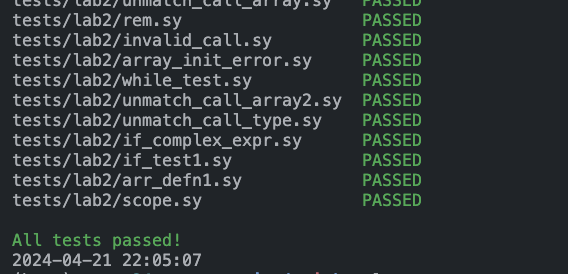 tests/lab2/unmatch_call_array.sy PASSED
tests/lab2/rem.sy PASSED
tests/lab2/invalid_call.sy PASSED
tests/lab2/array_init_error.sy PASSED
tests/lab2/while_test.sy PASSED
tests/lab2/unmatch_call_array2.sy PASSED
tests/lab2/unmatch_call_type.sy PASSED
tests/lab2/if_complex_expr.sy PASSED
tests/lab2/if_test1.sy PASSED
tests/lab2/arr_defn1.sy PASSED
tests/lab2/scope.sy PASSED
All tests passed!
2024-04-21 22:05:07